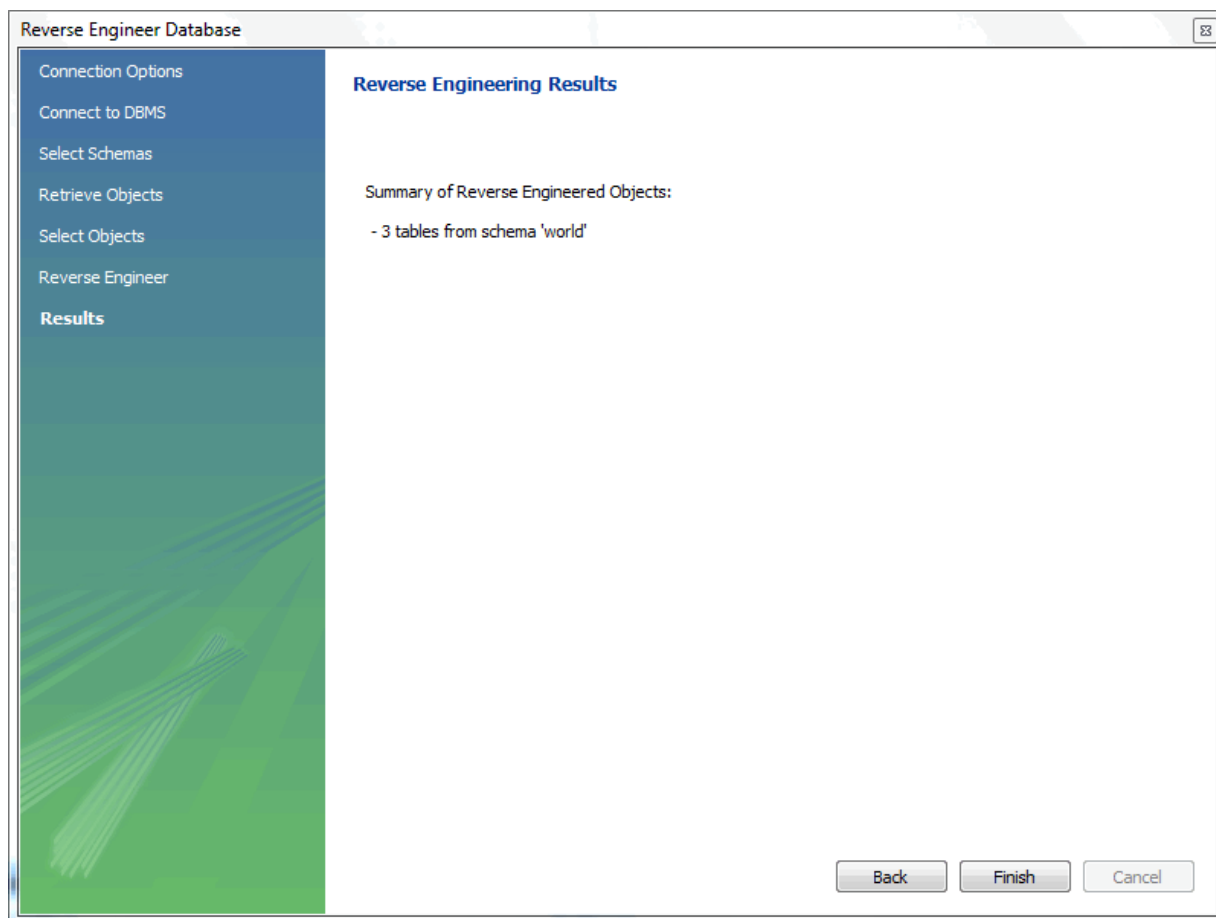 Reverse Engineer Database
Connection Options
Connect to DBMS
Select Schemas
Retrieve Objects
Select Objects
Reverse Engineer
Results
Reverse Engineering Results
Summary of Reverse Engineered Objects:
- 3 tables from schema 'world'
Back Finish Cancel